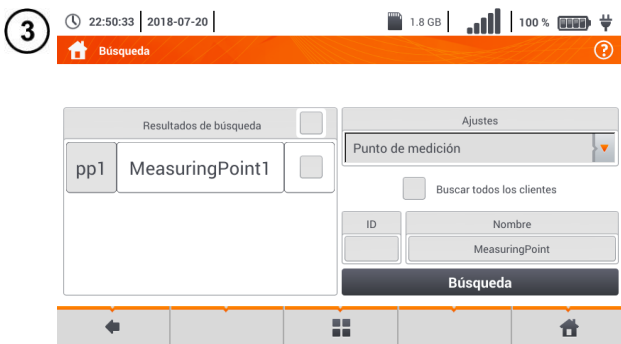 3
22:50:33 2018-07-20 1.8 GB 100 %
Búsqueda ?
Resultados de búsqueda
pp1 MeasuringPoint1
Ajustes
Punto de medición
Buscar todos los clientes
ID Nombre
MeasuringPoint
Búsqueda